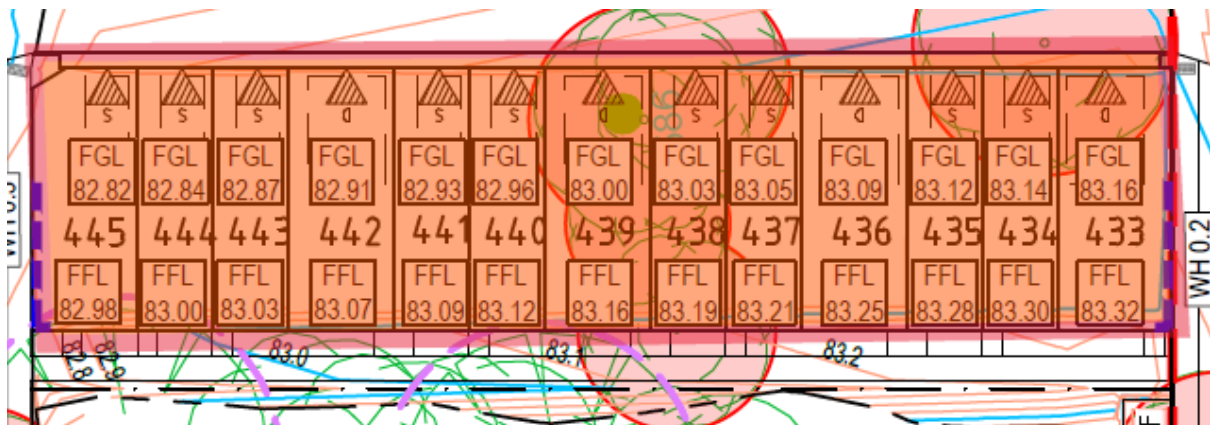 S S S D S S D S S D S S D
686
FGL FGL FGL FGL FGL FGL FGL FGL FGL FGL FGL FGL FGL
82.82 82.84 82.87 82.91 82.93 82.96 83.00 83.03 83.05 83.09 83.12 83.14 83.16
445 444 443 442 441 440 439 438 437 436 435 434 433
WH 0.2
FFL FFL FFL FFL FFL FFL FFL FFL FFL FFL FFL FFL FFL
82.98 83.00 83.03 83.07 83.09 83.12 83.16 83.19 83.21 83.25 83.28 83.30 83.32
82.8 82.9 83.0 83.1 83.2